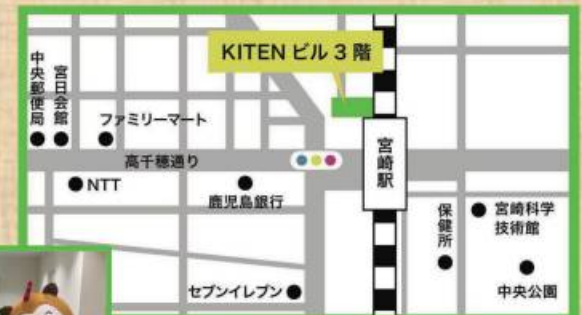 KITEN ビル 3 階
中央郵便局
宮日会館
ファミリーマート
高千穂通り
宮崎駅
NTT
鹿児島銀行
保健所
宮崎科学
技術館
セブンイレブン
中央公園